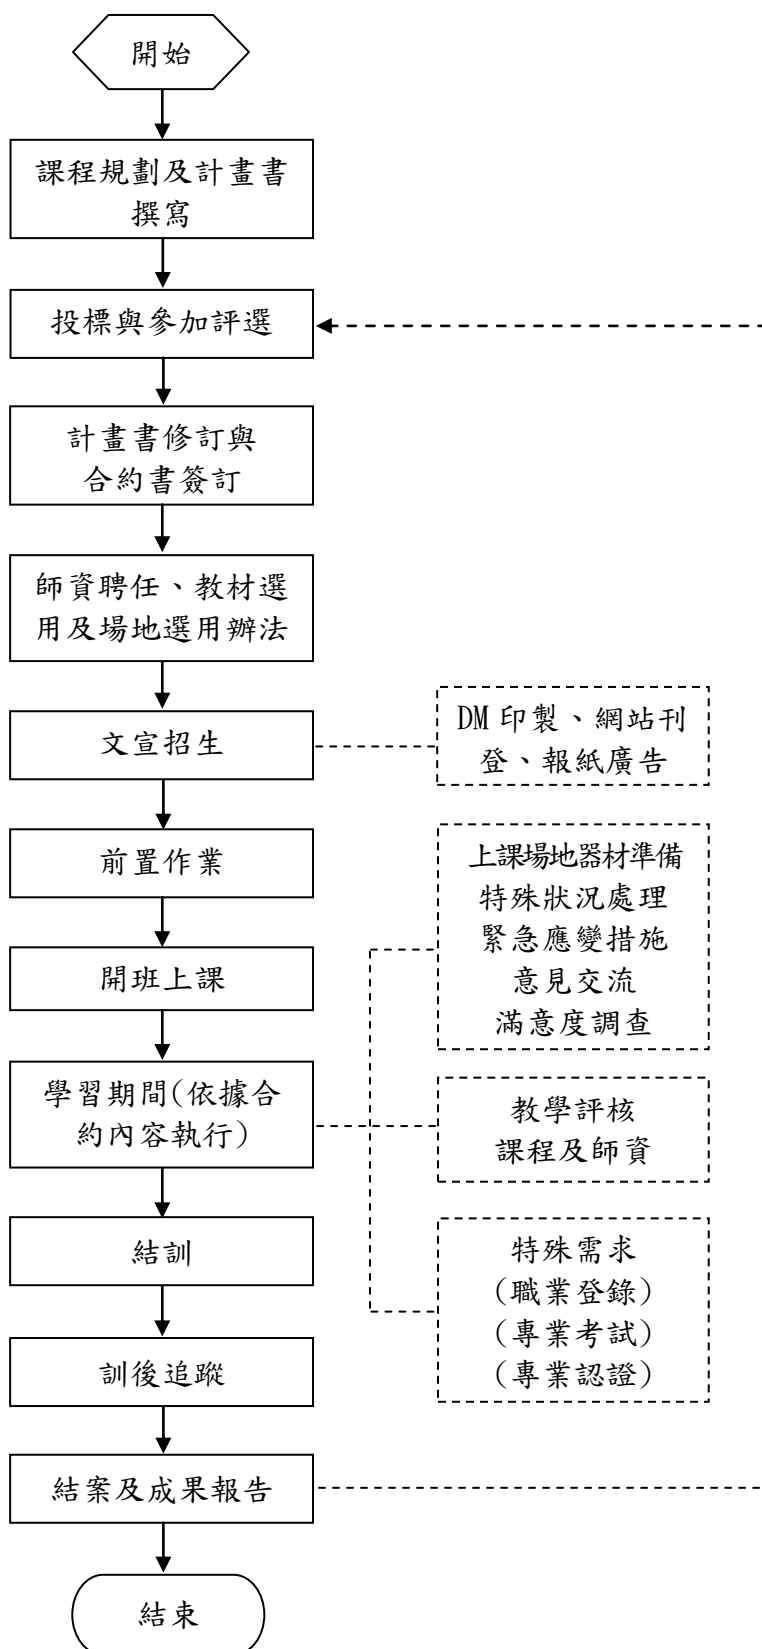 開始
課程規劃及計畫書
撰寫
投標與參加評選
計畫書修訂與
合約書簽訂
師資聘任、教材選
用及場地選用辦法
文宣招生
DM 印製、網站刊
登、報紙廣告
前置作業
上課場地器材準備
特殊狀況處理
緊急應變措施
意見交流
滿意度調查
開班上課
學習期間(依據合
約內容執行)
教學評核
課程及師資
結訓
特殊需求
(職業登錄)
(專業考試)
(專業認證)
訓後追蹤
結案及成果報告
結束